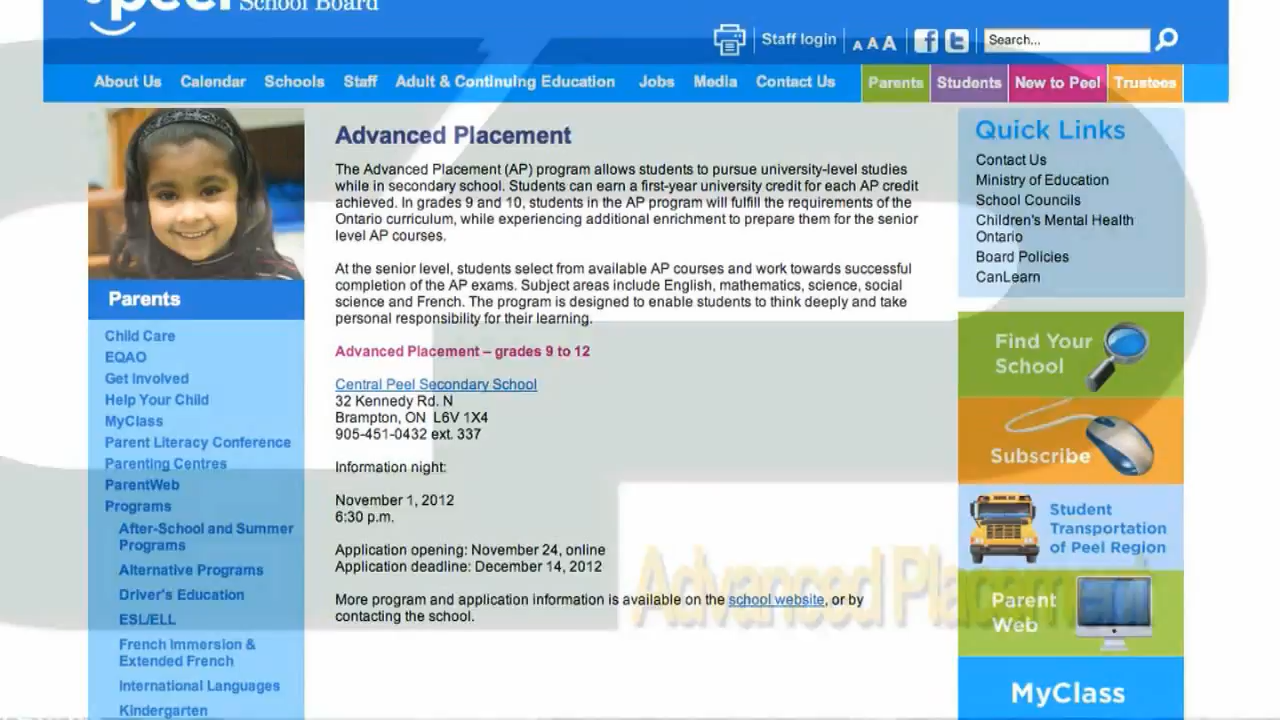 peel School Board
Staff login
A A A
Search...
About Us Calendar Schools Staff Adult & Continuing Education Jobs Media Contact Us Parents Students New to Peel Trustees
Parents
Child Care
EQAO
Get Involved
Help Your Child
MyClass
Parent Literacy Conference
Parenting Centres
ParentWeb
Programs
After-School and Summer
Programs
Alternative Programs
Driver's Education
ESL/ELL
French Immersion &
Extended French
International Languages
Kindergarten
Advanced Placement
The Advanced Placement (AP) program allows students to pursue university-level studies
while in secondary school. Students can earn a first-year university credit for each AP credit
achieved. In grades 9 and 10, students in the AP program will fulfill the requirements of the
Ontario curriculum, while experiencing additional enrichment to prepare them for the senior
level AP courses.
At the senior level, students select from available AP courses and work towards successful
completion of the AP exams. Subject areas include English, mathematics, science, social
science and French. The program is designed to enable students to think deeply and take
personal responsibility for their learning.
Advanced Placement – grades 9 to 12
Central Peel Secondary School
32 Kennedy Rd. N
Brampton, ON L6V 1X4
905-451-0432 ext. 337
Information night:
November 1, 2012
6:30 p.m.
Application opening: November 24, online
Application deadline: December 14, 2012
More program and application information is available on the school website, or by
contacting the school.
Advanced Placement
Quick Links
Contact Us
Ministry of Education
School Councils
Children's Mental Health
Ontario
Board Policies
CanLearn
Find Your
School
Subscribe
Student
Transportation
of Peel Region
Parent
Web
MyClass